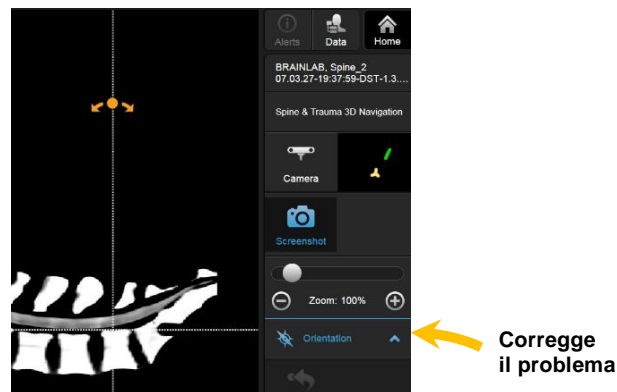 Alerts Data Home
BRAINLAB, Spine_2
07.03.27-19:37:59-DST-1.3....
Spine & Trauma 3D Navigation
Camera
Screenshot
Zoom: 100%
Orientation
Corregge
il problema